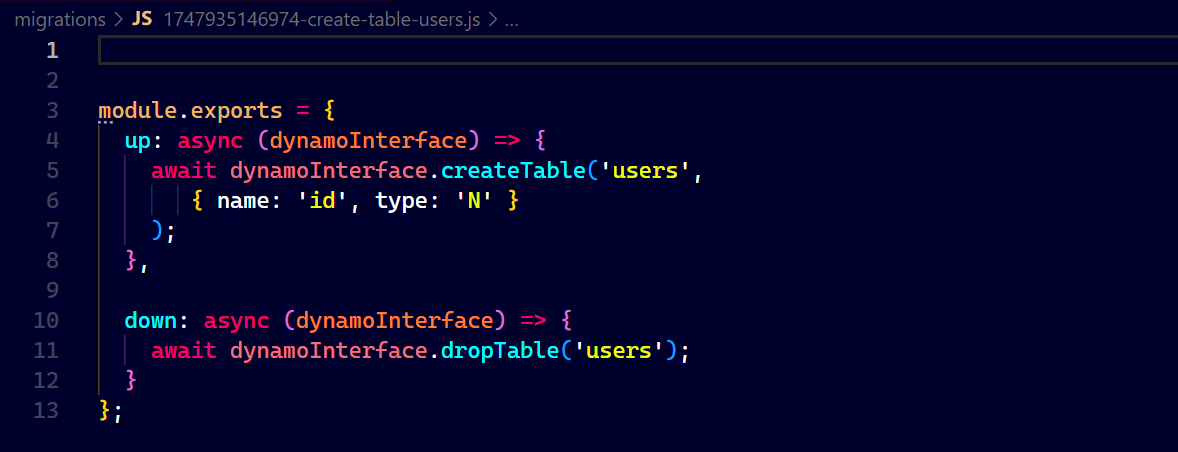 migrations > JS 1747935146974-create-table-users.js > ...
1
2
3 module.exports = {
4   up: async (dynamoInterface) => {
5     await dynamoInterface.createTable('users',
6         { name: 'id', type: 'N' }
7     );
8   },
9
10   down: async (dynamoInterface) => {
11     await dynamoInterface.dropTable('users');
12   }
13 };